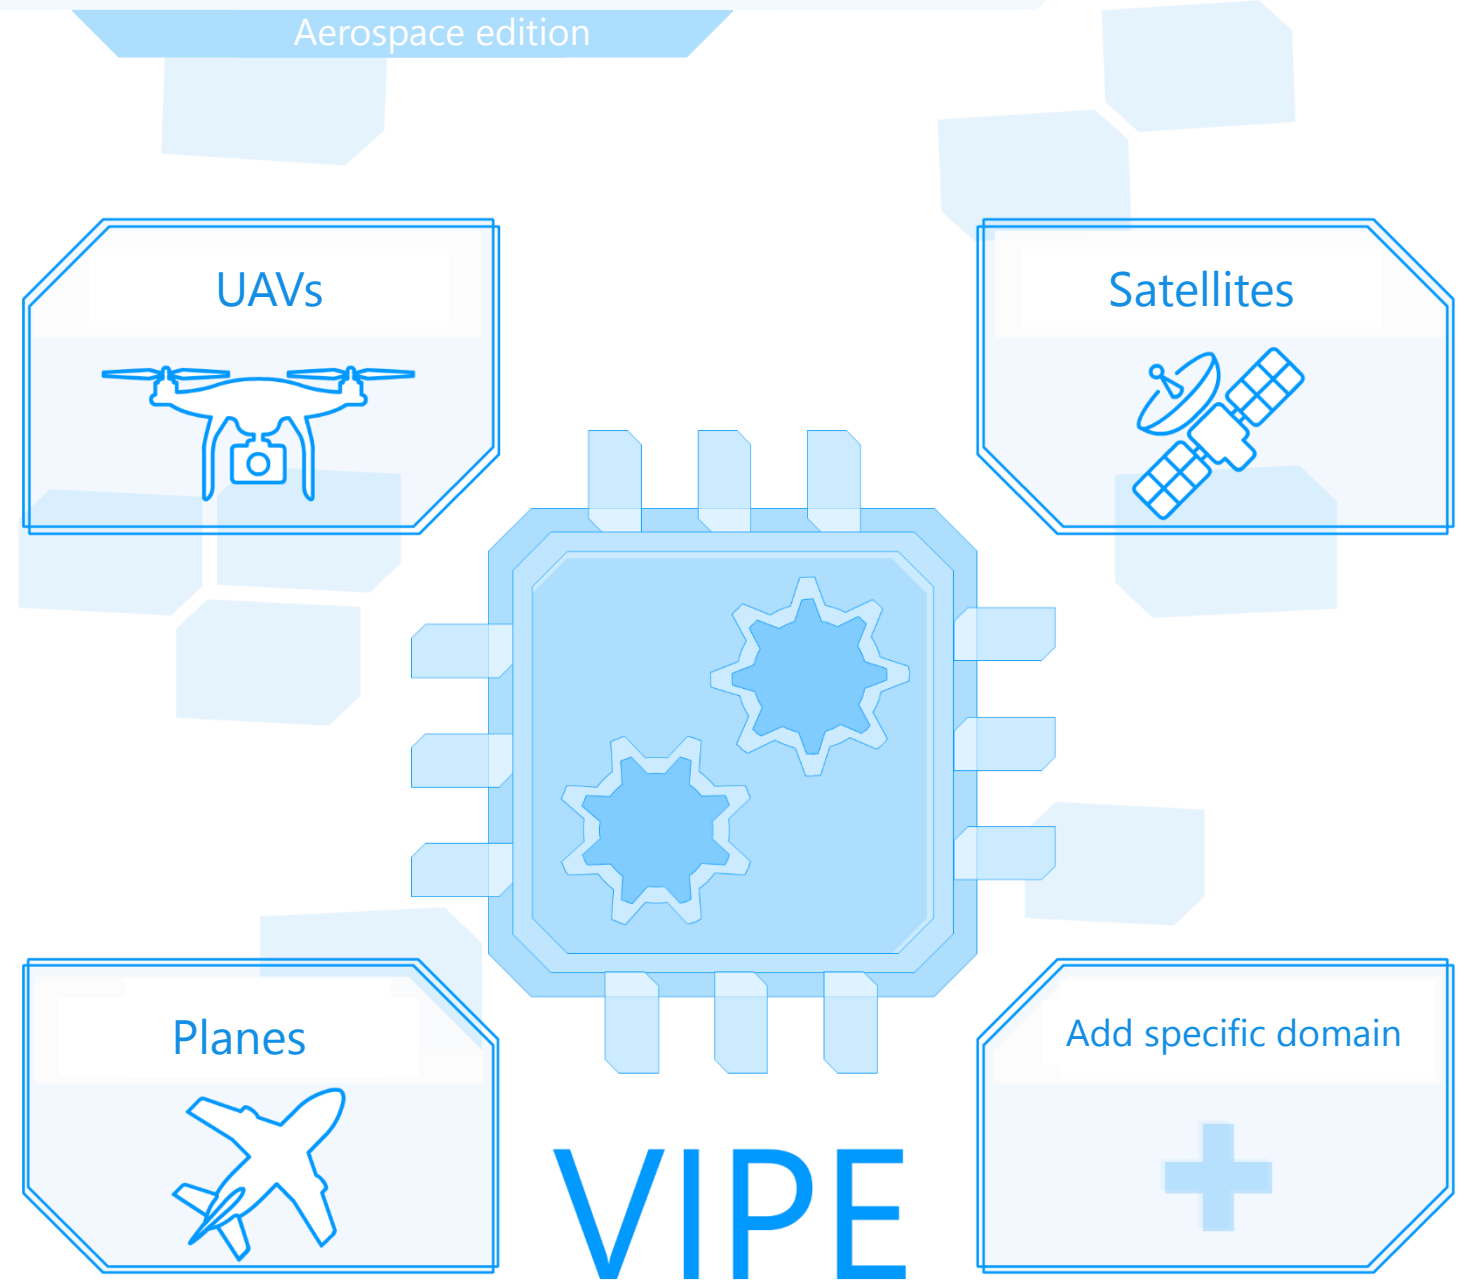 Aerospace edition
UAVs
Satellites
Planes
Add specific domain
VIPE